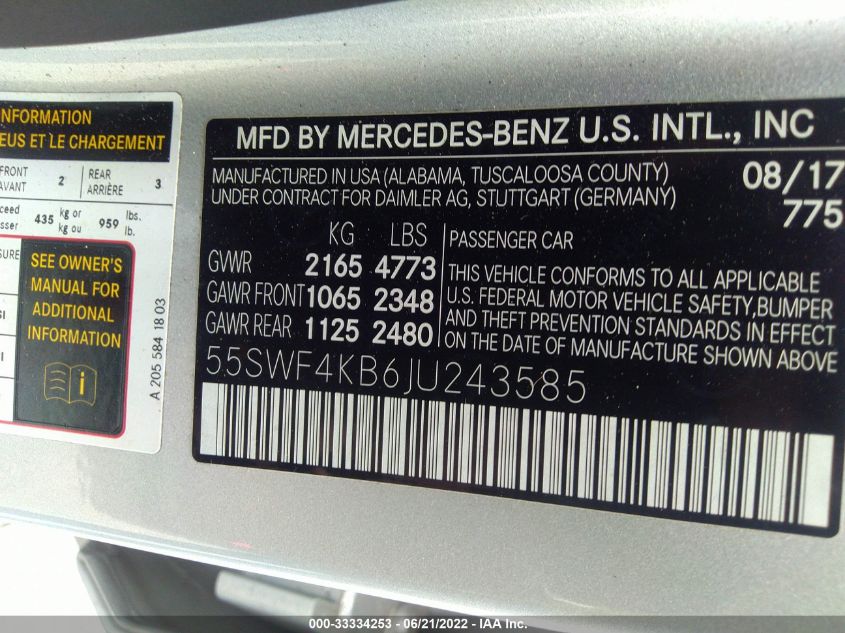 NFORMATION
EUS ET LE CHARGEMENT
FRONT
AVANT 2 REAR
ARRIÈRE 3
435 kg or
kg ou 959 lbs.
lb.
SEE OWNER'S
MANUAL FOR
ADDITIONAL
INFORMATION
i
A 205 584 18 03
MFD BY MERCEDES-BENZ U.S. INTL., INC
MANUFACTURED IN USA (ALABAMA, TUSCALOOSA COUNTY)
UNDER CONTRACT FOR DAIMLER AG, STUTTGART (GERMANY)
08/17
775
KG LBS
GVWR 2165 4773
GAWR FRONT 1065 2348
GAWR REAR 1125 2480
PASSENGER CAR
THIS VEHICLE CONFORMS TO ALL APPLICABLE
U.S. FEDERAL MOTOR VEHICLE SAFETY,BUMPER
AND THEFT PREVENTION STANDARDS IN EFFECT
ON THE DATE OF MANUFACTURE SHOWN ABOVE
55SWF4KB6JU243585
000-33334253 - 06/21/2022 - IAA Inc.